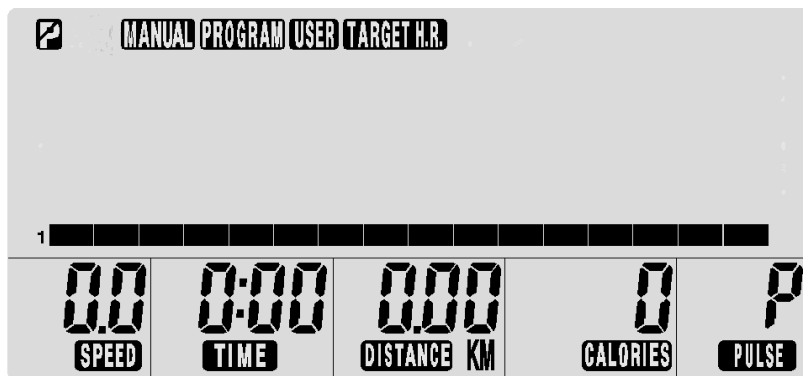 P MANUAL PROGRAM USER TARGET H.R.
1
0.0 0:00 0.00 0 P
SPEED TIME DISTANCE KM CALORIES PULSE